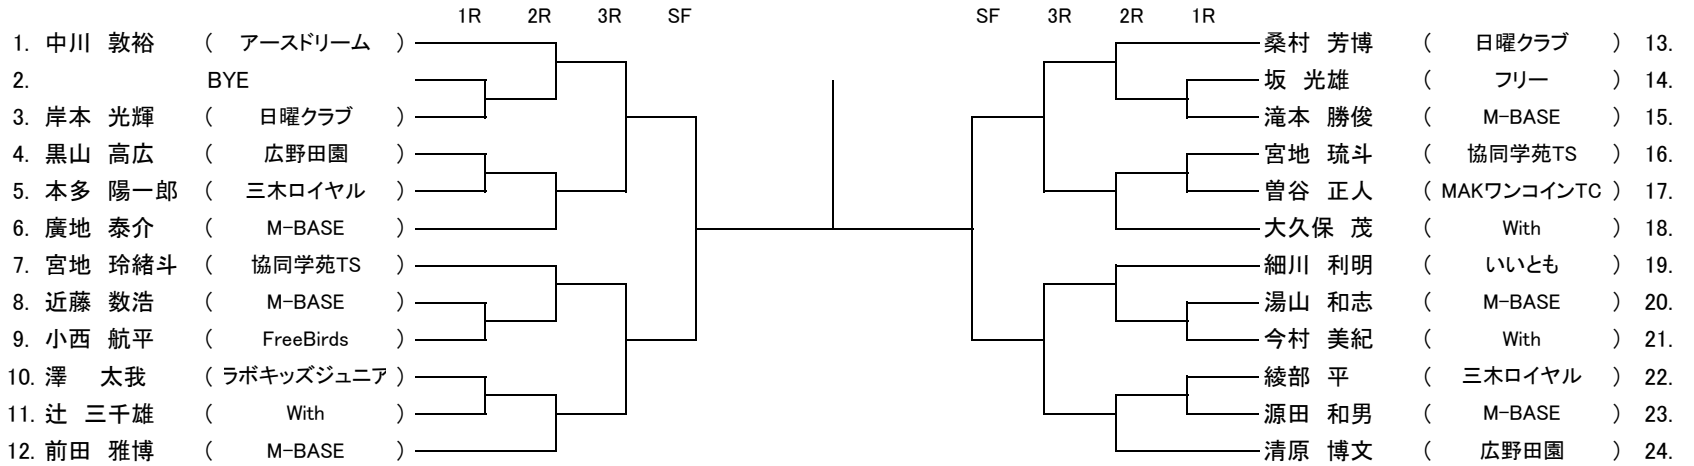 1R 2R 3R SF SF 3R 2R 1R
1. 中川 敦裕 ( アースドリーム ) 桑村 芳博 ( 日曜クラブ ) 13.
2. BYE 坂 光雄 ( フリー ) 14.
3. 岸本 光輝 ( 日曜クラブ ) 滝本 勝俊 ( M-BASE ) 15.
4. 黒山 高広 ( 広野田園 ) 宮地 琉斗 ( 協同学苑TS ) 16.
5. 本多 陽一郎 ( 三木ロイヤル ) 曽谷 正人 ( MAKワンコインTC ) 17.
6. 廣地 泰介 ( M-BASE ) 大久保 茂 ( With ) 18.
7. 宮地 玲緒斗 ( 協同学苑TS ) 細川 利明 ( いいとも ) 19.
8. 近藤 数浩 ( M-BASE ) 湯山 和志 ( M-BASE ) 20.
9. 小西 航平 ( FreeBirds ) 今村 美紀 ( With ) 21.
10. 澤 太我 ( ラボキッズジュニア ) 綾部 平 ( 三木ロイヤル ) 22.
11. 辻 三千雄 ( With ) 源田 和男 ( M-BASE ) 23.
12. 前田 雅博 ( M-BASE ) 清原 博文 ( 広野田園 ) 24.